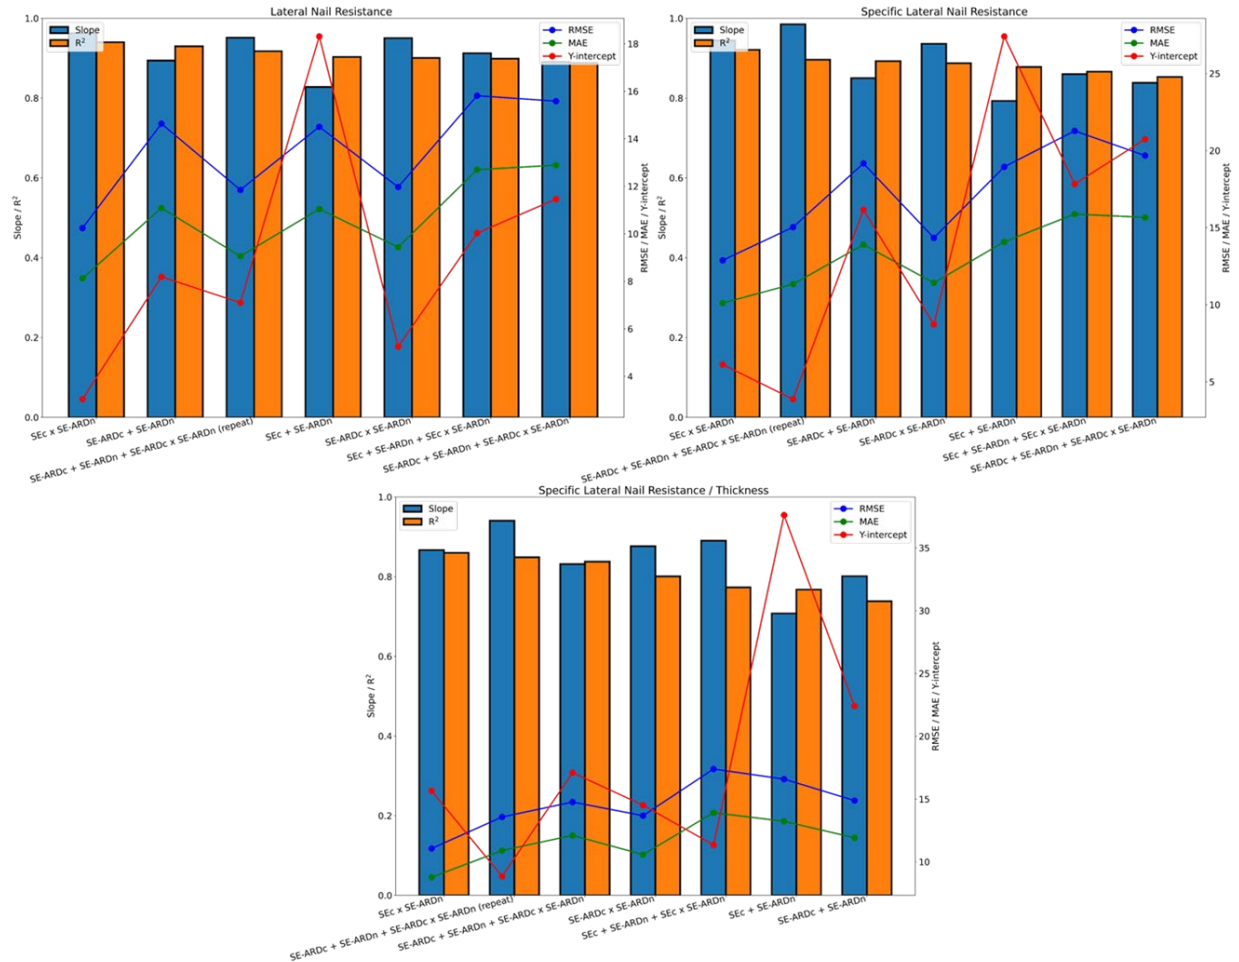 Lateral Nail Resistance
1.0
0.8
0.6
0.4
0.2
0.0
Slope / R²
Slope
R²
RMSE
MAE
Y-intercept
18
16
14
12
10
8
6
4
RMSE / MAE / Y-intercept
SEc x SE-ARDn
SE-ARDc + SE-ARDn
SE-ARDc + SE-ARDn + SE-ARDc x SE-ARDn (repeat)
SEc + SE-ARDn
SE-ARDc x SE-ARDn
SEc + SE-ARDn + SEc x SE-ARDn
SE-ARDc + SE-ARDn + SE-ARDc x SE-ARDn
Specific Lateral Nail Resistance
1.0
0.8
0.6
0.4
0.2
0.0
Slope / R²
Slope
R²
RMSE
MAE
Y-intercept
25
20
15
10
5
RMSE / MAE / Y-intercept
SEc x SE-ARDn
SE-ARDc + SE-ARDn + SE-ARDc x SE-ARDn (repeat)
SE-ARDc + SE-ARDn
SE-ARDc x SE-ARDn
SEc + SE-ARDn
SEc + SE-ARDn + SEc x SE-ARDn
SE-ARDc + SE-ARDn + SE-ARDc x SE-ARDn
Specific Lateral Nail Resistance / Thickness
1.0
0.8
0.6
0.4
0.2
0.0
Slope / R²
Slope
R²
RMSE
MAE
Y-intercept
35
30
25
20
15
10
RMSE / MAE / Y-intercept
SEc x SE-ARDn
SE-ARDc + SE-ARDn + SE-ARDc x SE-ARDn (repeat)
SE-ARDc + SE-ARDn + SE-ARDc x SE-ARDn
SE-ARDc x SE-ARDn
SEc + SE-ARDn + SEc x SE-ARDn
SEc + SE-ARDn
SE-ARDc + SE-ARDn